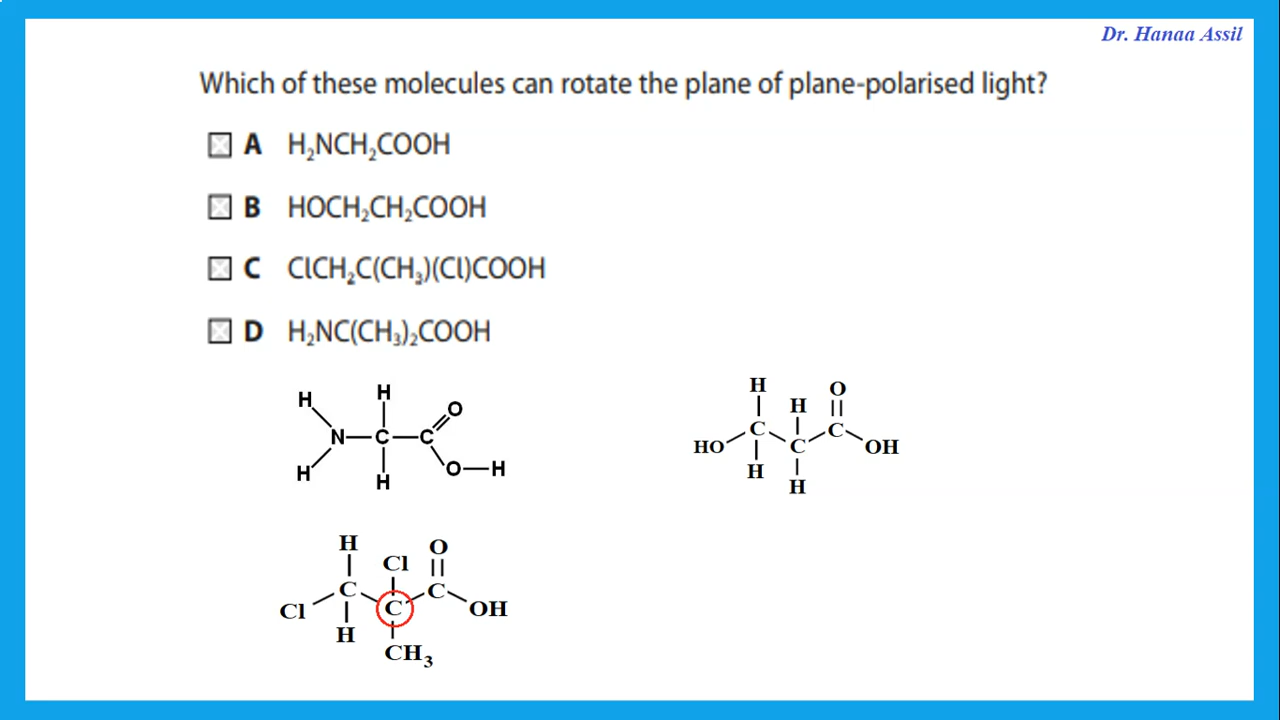 Dr. Hanaa Assil
Which of these molecules can rotate the plane of plane-polarised light?
A H₂NCH₂COOH
B HOCH₂CH₂COOH
C ClCH₂C(CH₃)(Cl)COOH
D H₂NC(CH₃)₂COOH
H H O
N C C
H H O H
H H O
HO C C C OH
H H
H Cl O
Cl C C C OH
H CH₃